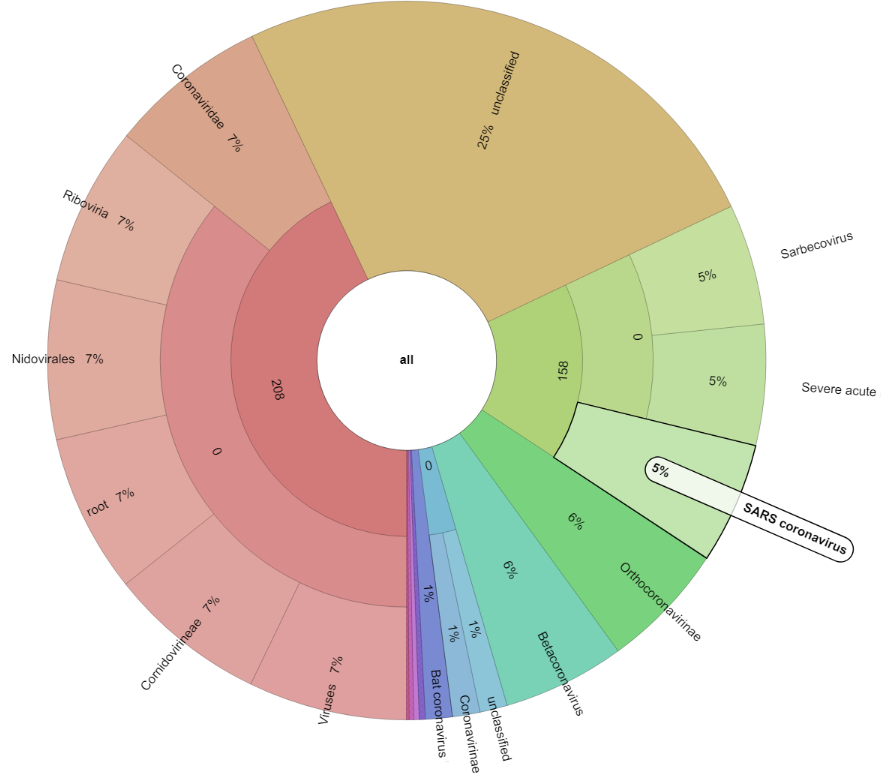 Coronaviridae 7%
25% unclassified
Riboviria 7%
Sarbecovirus
5%
0
158
5%
Severe acute
all
Nidovirales 7%
208
0
5% SARS coronavirus
root 7%
0
6%
Orthocoronavirinae
6%
Betacoronavirus
Cornidovirineae 7%
Viruses 7%
1%
Bat coronavirus
1%
Coronavirinae
1%
unclassified